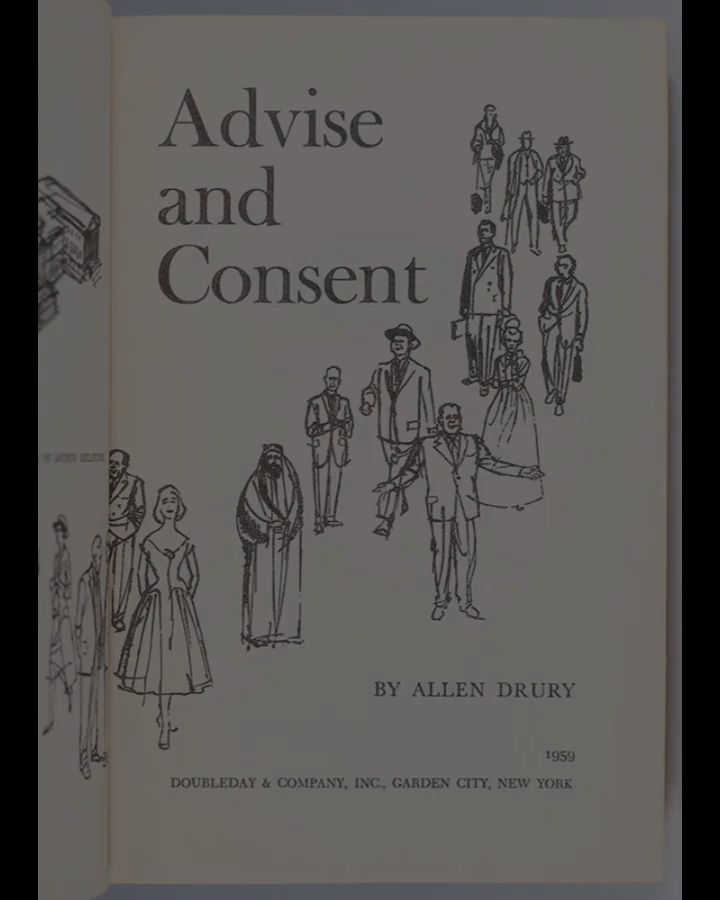 Advise
and
Consent
BY ALLEN DRURY
1959
DOUBLEDAY & COMPANY, INC., GARDEN CITY, NEW YORK